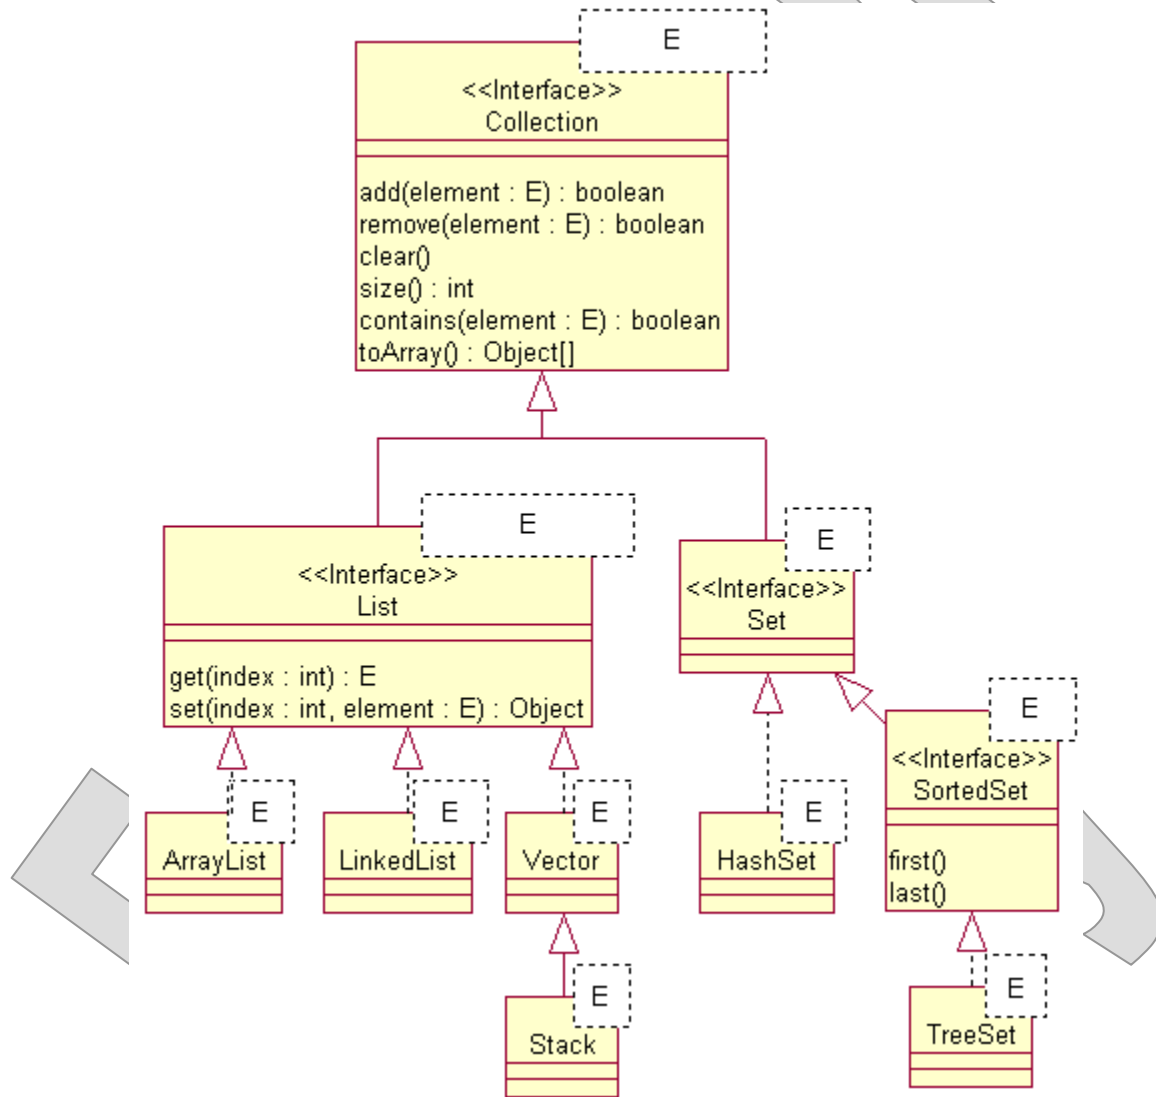 E
<<Interface>>
Collection
add(element : E) : boolean
remove(element : E) : boolean
clear()
size() : int
contains(element : E) : boolean
toArray() : Object[]
E
<<Interface>>
List
get(index : int) : E
set(index : int, element : E) : Object
E
<<Interface>>
Set
E
<<Interface>>
SortedSet
first()
last()
E
ArrayList
E
LinkedList
E
Vector
E
HashSet
E
Stack
E
TreeSet